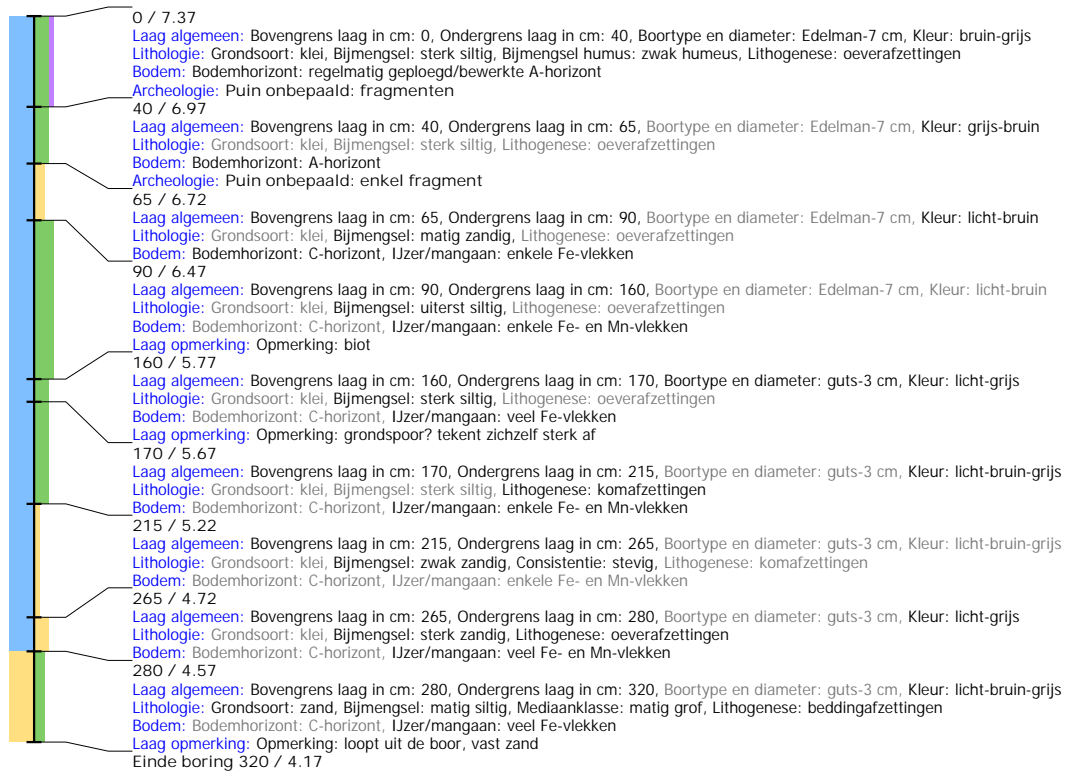 0 / 7.37
Laag algemeen: Bovengrens laag in cm: 0, Ondergrens laag in cm: 40, Boortype en diameter: Edelman-7 cm, Kleur: bruin-grijs
Lithologie: Grondsoort: klei, Bijmengsel: sterk siltig, Bijmengsel humus: zwak humeus, Lithogenese: oeverafzettingen
Bodem: Bodemhorizont: regelmatig geploegd/bewerkte A-horizont
Archeologie: Puin onbepaald: fragmenten
40 / 6.97
Laag algemeen: Bovengrens laag in cm: 40, Ondergrens laag in cm: 65, Boortype en diameter: Edelman-7 cm, Kleur: grijs-bruin
Lithologie: Grondsoort: klei, Bijmengsel: sterk siltig, Lithogenese: oeverafzettingen
Bodem: Bodemhorizont: A-horizont
Archeologie: Puin onbepaald: enkel fragment
65 / 6.72
Laag algemeen: Bovengrens laag in cm: 65, Ondergrens laag in cm: 90, Boortype en diameter: Edelman-7 cm, Kleur: licht-bruin
Lithologie: Grondsoort: klei, Bijmengsel: matig zandig, Lithogenese: oeverafzettingen
Bodem: Bodemhorizont: C-horizont, IJzer/mangaan: enkele Fe-vlekken
90 / 6.47
Laag algemeen: Bovengrens laag in cm: 90, Ondergrens laag in cm: 160, Boortype en diameter: Edelman-7 cm, Kleur: licht-bruin
Lithologie: Grondsoort: klei, Bijmengsel: uiterst siltig, Lithogenese: oeverafzettingen
Bodem: Bodemhorizont: C-horizont, IJzer/mangaan: enkele Fe- en Mn-vlekken
Laag opmerking: Opmerking: biot
160 / 5.77
Laag algemeen: Bovengrens laag in cm: 160, Ondergrens laag in cm: 170, Boortype en diameter: guts-3 cm, Kleur: licht-grijs
Lithologie: Grondsoort: klei, Bijmengsel: sterk siltig, Lithogenese: oeverafzettingen
Bodem: Bodemhorizont: C-horizont, IJzer/mangaan: veel Fe-vlekken
Laag opmerking: Opmerking: grondspoor? tekent zichzelf sterk af
170 / 5.67
Laag algemeen: Bovengrens laag in cm: 170, Ondergrens laag in cm: 215, Boortype en diameter: guts-3 cm, Kleur: licht-bruin-grijs
Lithologie: Grondsoort: klei, Bijmengsel: sterk siltig, Lithogenese: komafzettingen
Bodem: Bodemhorizont: C-horizont, IJzer/mangaan: enkele Fe- en Mn-vlekken
215 / 5.22
Laag algemeen: Bovengrens laag in cm: 215, Ondergrens laag in cm: 265, Boortype en diameter: guts-3 cm, Kleur: licht-bruin-grijs
Lithologie: Grondsoort: klei, Bijmengsel: zwak zandig, Consistentie: stevig, Lithogenese: komafzettingen
Bodem: Bodemhorizont: C-horizont, IJzer/mangaan: enkele Fe- en Mn-vlekken
265 / 4.72
Laag algemeen: Bovengrens laag in cm: 265, Ondergrens laag in cm: 280, Boortype en diameter: guts-3 cm, Kleur: licht-grijs
Lithologie: Grondsoort: klei, Bijmengsel: sterk zandig, Lithogenese: oeverafzettingen
Bodem: Bodemhorizont: C-horizont, IJzer/mangaan: veel Fe- en Mn-vlekken
280 / 4.57
Laag algemeen: Bovengrens laag in cm: 280, Ondergrens laag in cm: 320, Boortype en diameter: guts-3 cm, Kleur: licht-bruin-grijs
Lithologie: Grondsoort: zand, Bijmengsel: matig siltig, Mediaanklasse: matig grof, Lithogenese: beddingafzettingen
Bodem: Bodemhorizont: C-horizont, IJzer/mangaan: veel Fe-vlekken
Laag opmerking: Opmerking: loopt uit de boor, vast zand
Einde boring 320 / 4.17